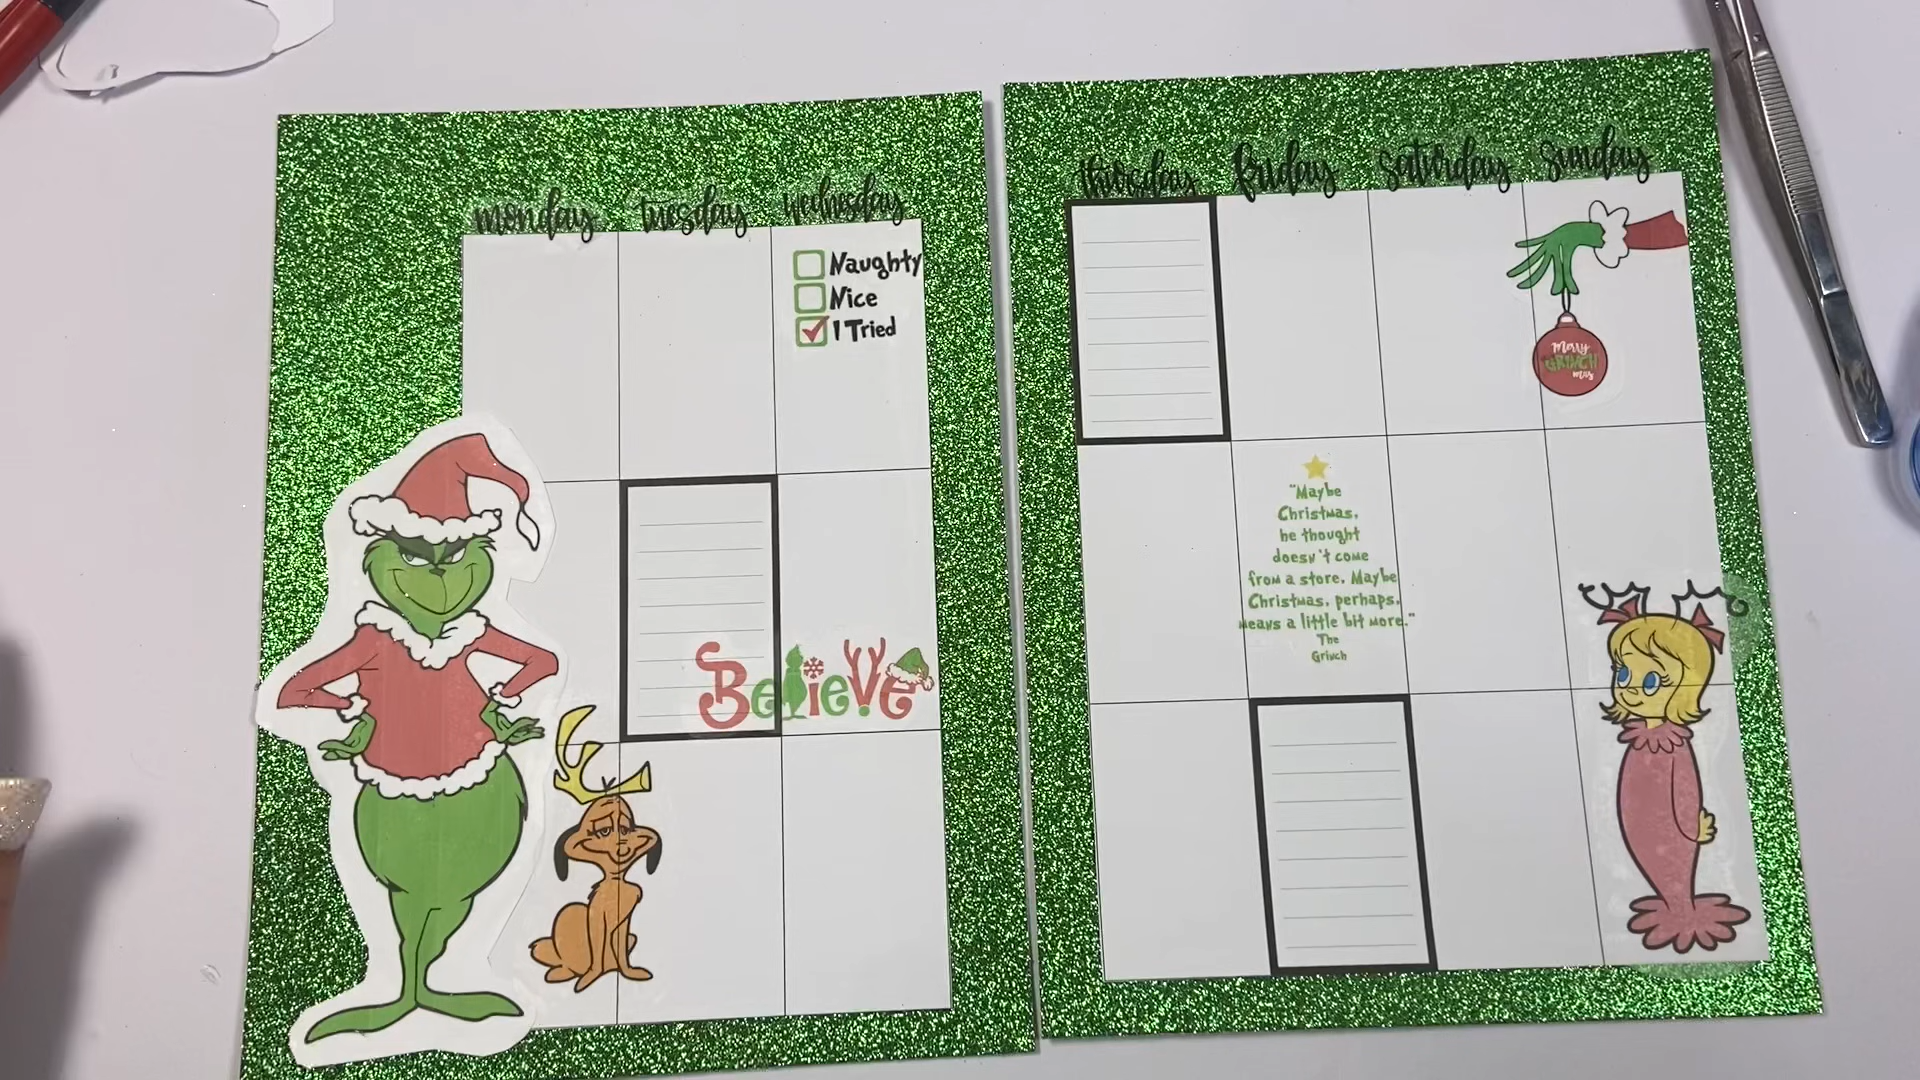 monday tuesday wednesday
Naughty
Nice
I Tried
Believe
thursday friday saturday sunday
Merry
GRINCH
mas
"Maybe
Christmas,
he thought
doesn't come
from a store. Maybe
Christmas, perhaps,
means a little bit more."
The
Grinch